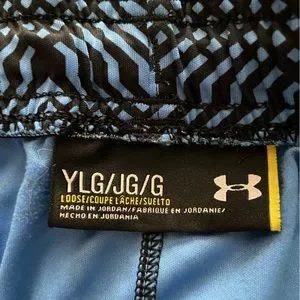 YLG/JG/G
LOOSE/COUPE LÂCHE/SUELTO
MADE IN JORDAN/FABRIQUÉ EN JORDANIE/
HECHO EN JORDANIA